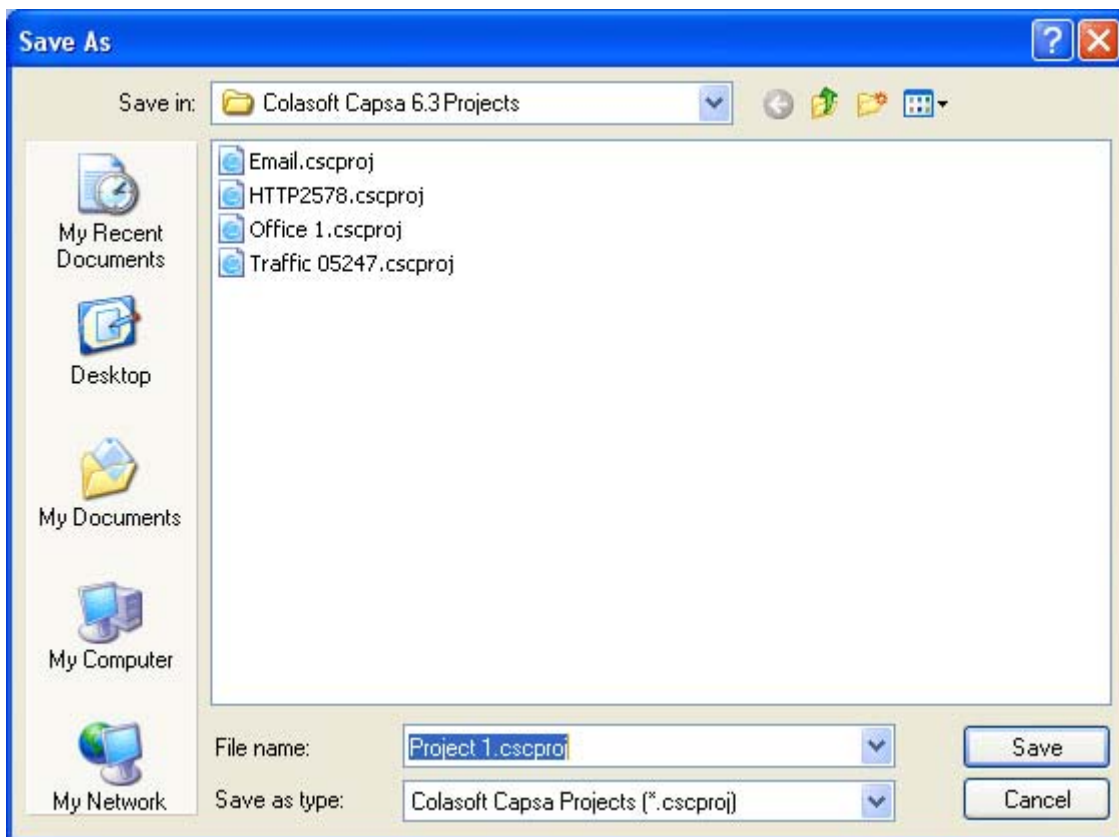 Save As
Save in:
Colasoft Capsa 6.3 Projects
Email.cscproj
HTTP2578.cscproj
Office 1.cscproj
Traffic 05247.cscproj
My Recent
Documents
Desktop
My Documents
My Computer
My Network
File name:
Project 1.cscproj
Save
Save as type:
Colasoft Capsa Projects (*.cscproj)
Cancel